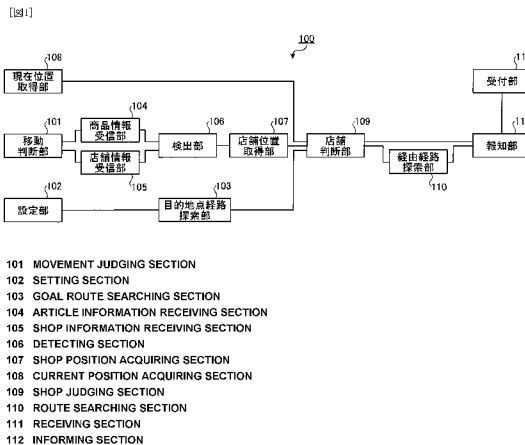 [図1]
100
108
現在位置
取得部
11
受付部
104
商品情報
受信部
101
移動
判断部
106
検出部
107
店舗位置
取得部
109
店舗
判断部
11
報知部
店舗情報
受信部
105
経由経路
探索部
110
102
設定部
103
目的地点経路
探索部
101 MOVEMENT JUDGING SECTION
102 SETTING SECTION
103 GOAL ROUTE SEARCHING SECTION
104 ARTICLE INFORMATION RECEIVING SECTION
105 SHOP INFORMATION RECEIVING SECTION
106 DETECTING SECTION
107 SHOP POSITION ACQUIRING SECTION
108 CURRENT POSITION ACQUIRING SECTION
109 SHOP JUDGING SECTION
110 ROUTE SEARCHING SECTION
111 RECEIVING SECTION
112 INFORMING SECTION